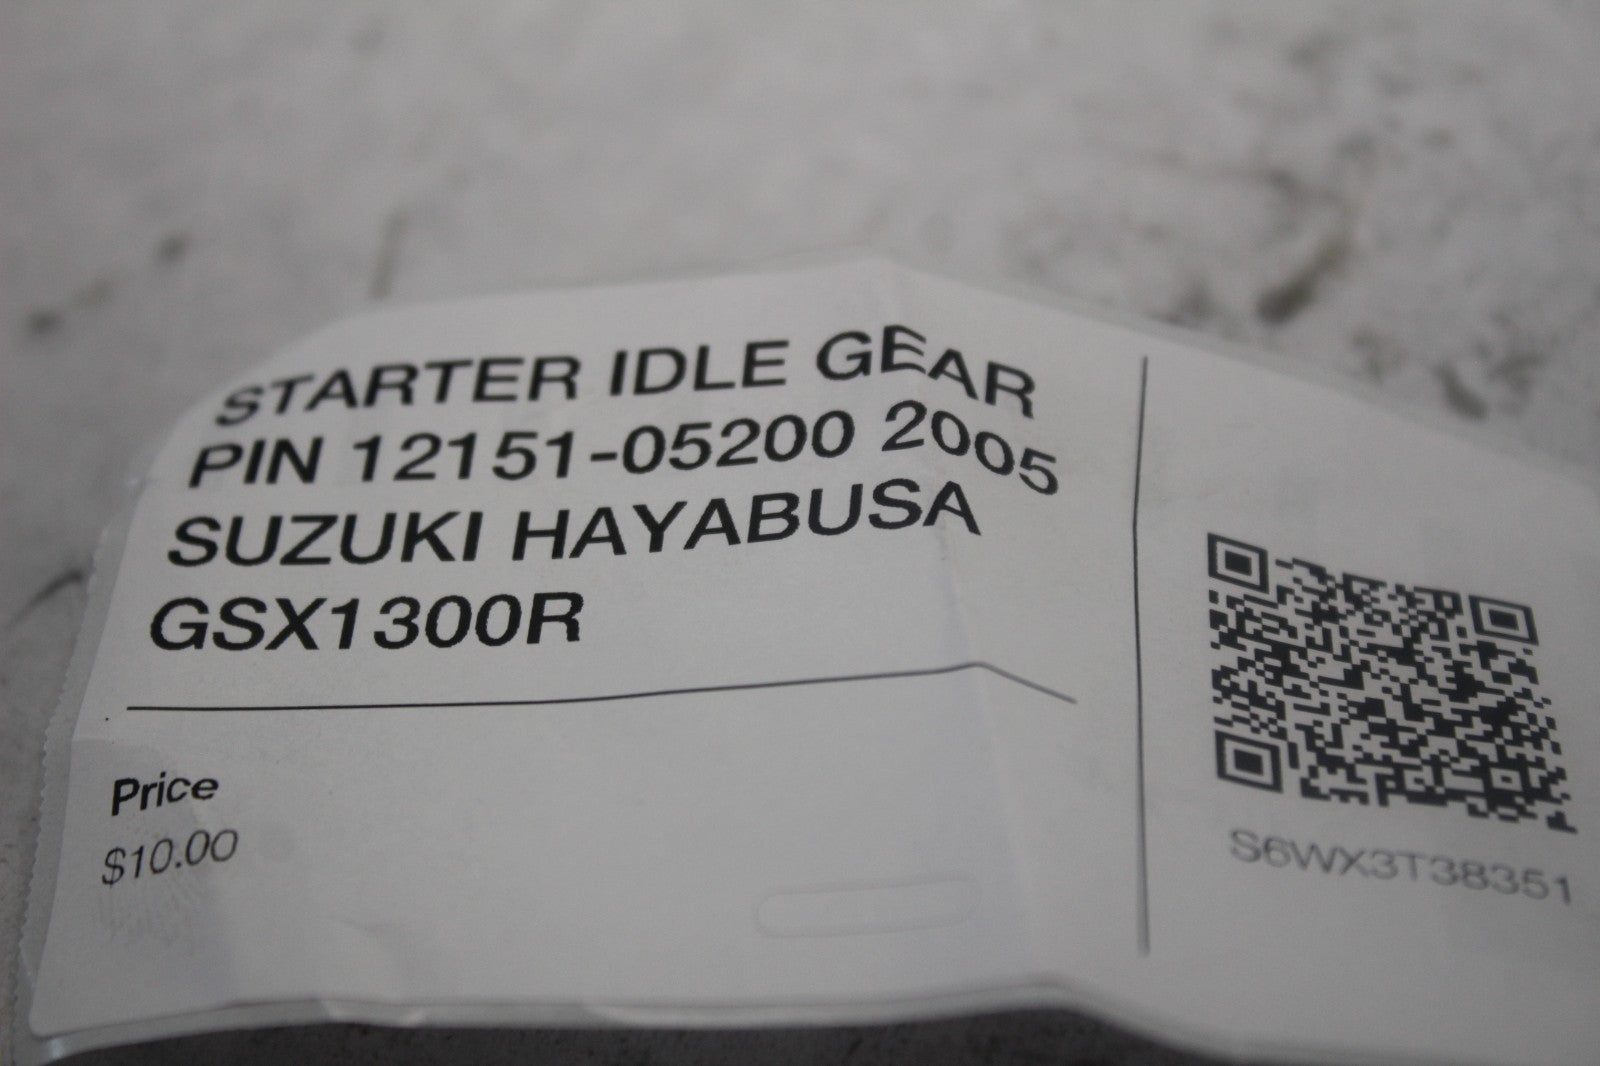 STARTER IDLE GEAR
PIN 12151-05200 2005
SUZUKI HAYABUSA
GSX1300R
Price
$10.00
S6WX3T38351